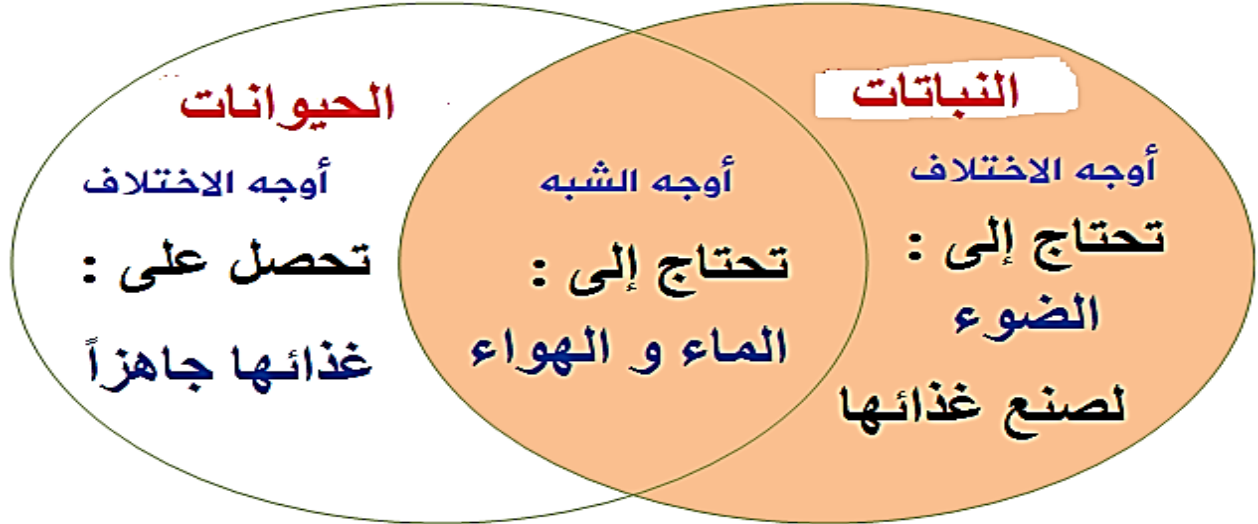 النباتات
أوجه الاختلاف
تحتاج إلى :
الضوء
لصنع غذائها
أوجه الشبه
تحتاج إلى :
الماء و الهواء
الحيوانات
أوجه الاختلاف
تحصل على :
غذائها جاهزاً